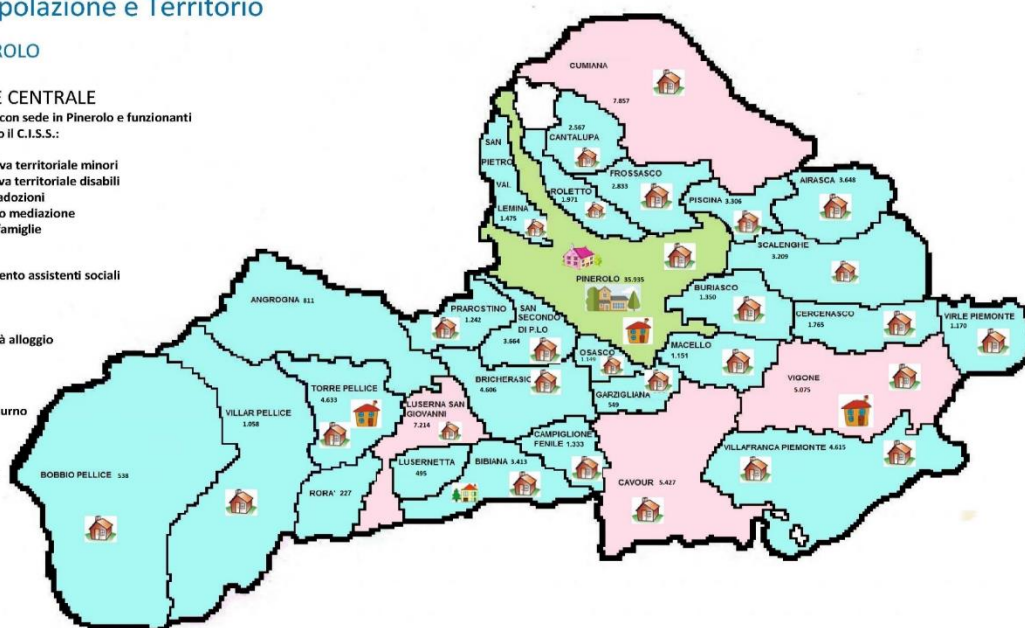 polazione e Territorio
ROLO
E CENTRALE
con sede in Pinerolo e funzionanti
o il C.I.S.S.:
va territoriale minori
va territoriale disabili
adozioni
o mediazione
famiglie
ento assistenti sociali
à alloggio
urno
CUMIANA
7.857
2.567
CANTALUPA
SAN
PIETRO
VAL
LEMINA
1.475
ROLETTO
1.971
FROSSASCO
2.833
PISCINA 3.306
AIRASCA 3.648
SCALENGHE
3.209
PINEROLO 35.935
BURIASCO
1.350
CERCENASCO
1.765
VIRLE PIEMONTE
1.170
ANGROGNA 811
PRAROSTINO
1.242
SAN
SECONDO
DI P.LO
3.664
OSASCO
1.149
MACELLO
1.151
VIGONE
5.075
TORRE PELLICE
4.633
BRICHERASIO
4.606
GARZIGLIANA
549
VILLAR PELLICE
1.058
LUSERNA SAN
GIOVANNI
7.214
CAMPIGLIONE
FENILE 1.333
VILLAFRANCA PIEMONTE 4.615
LUSERNETTA
495
BIBIANA 3.413
BOBBIO PELLICE 538
RORA' 227
CAVOUR 5.427